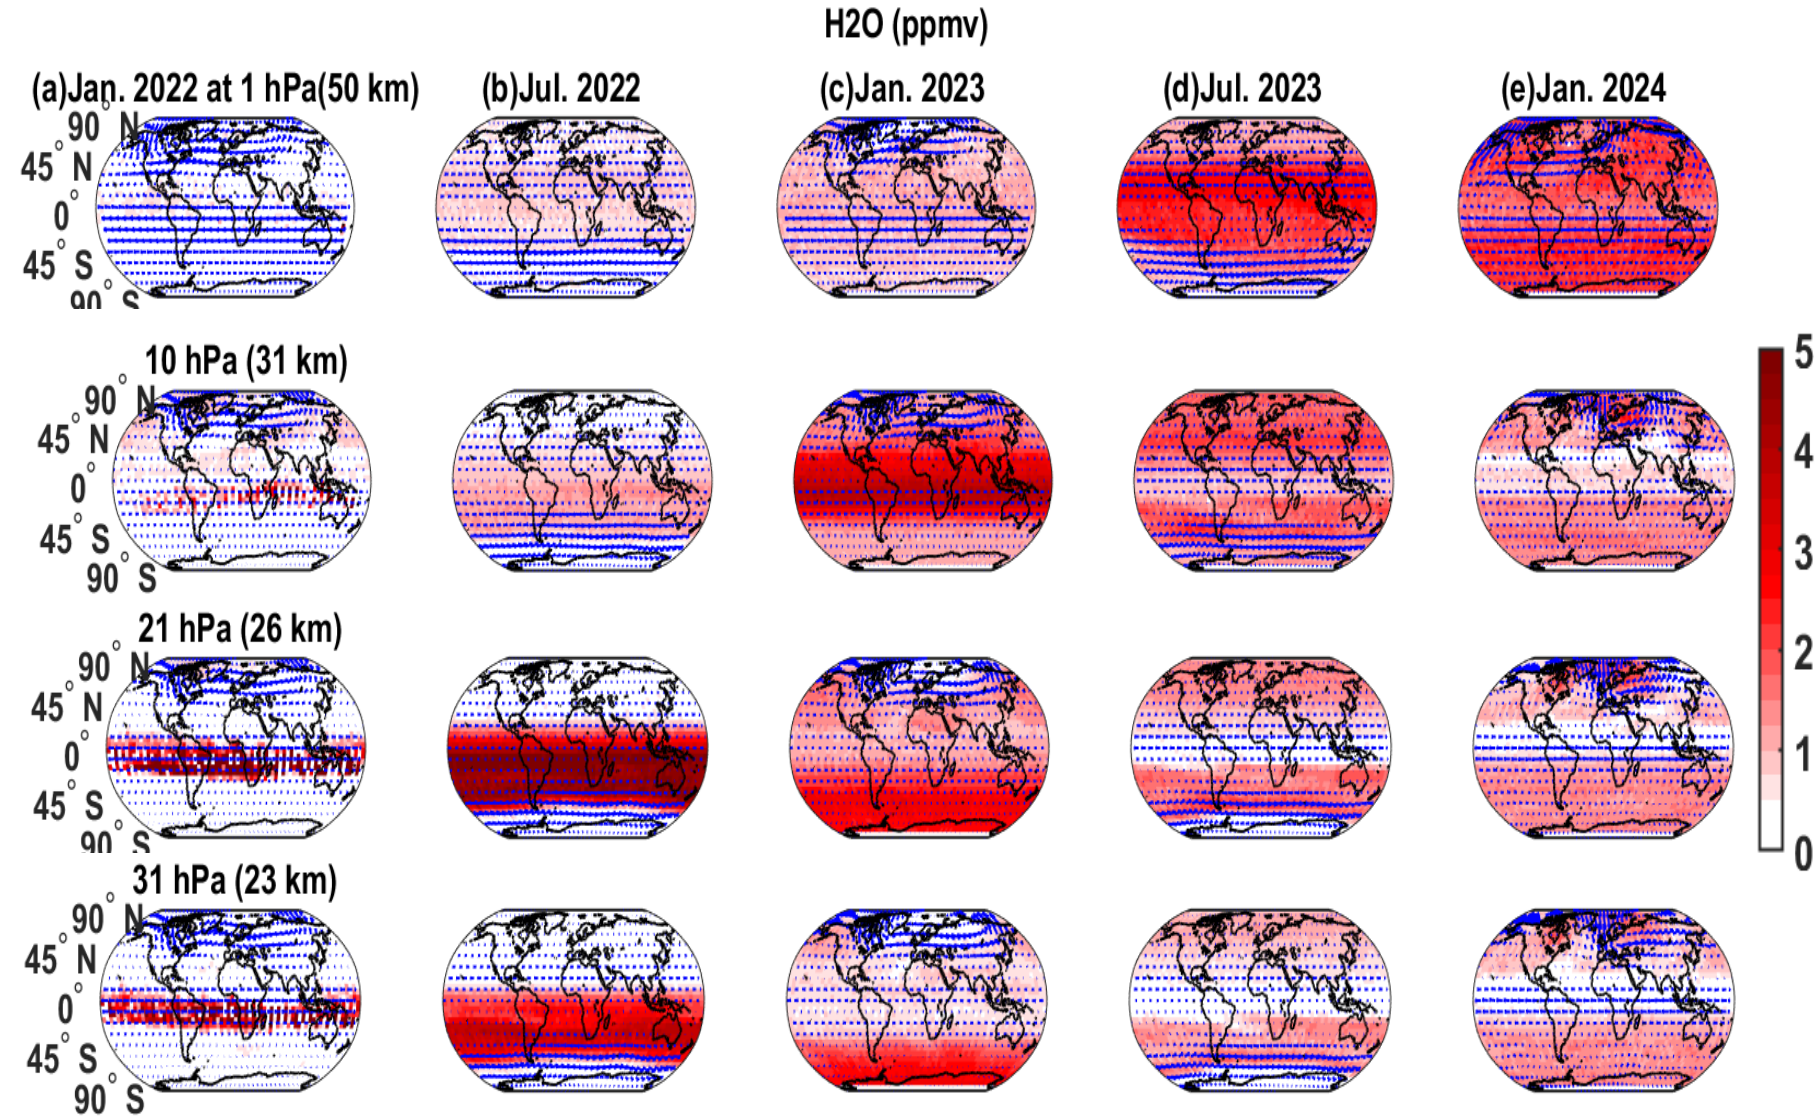 H2O (ppmv)
(a)Jan. 2022 at 1 hPa(50 km)
(b)Jul. 2022
(c)Jan. 2023
(d)Jul. 2023
(e)Jan. 2024
90° N
45° N
0°
45° S
90° S
10 hPa (31 km)
90° N
45° N
0°
45° S
90° S
21 hPa (26 km)
90° N
45° N
0°
45° S
90° S
31 hPa (23 km)
90° N
45° N
0°
45° S
90° S
5
4
3
2
1
0